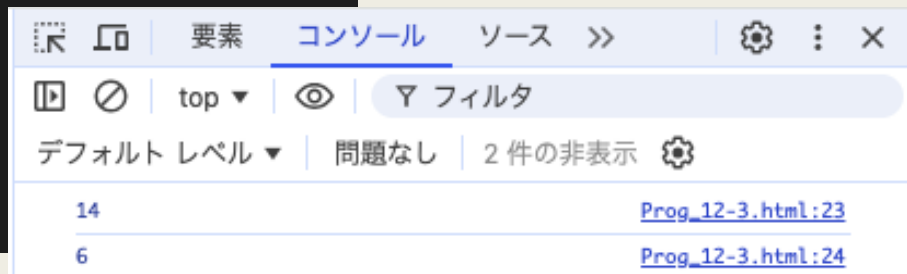 要素 コンソール ソース
top ▼ フィルタ
デフォルト レベル ▼ 問題なし 2 件の非表示
14 Prog_12-3.html:23
6 Prog_12-3.html:24